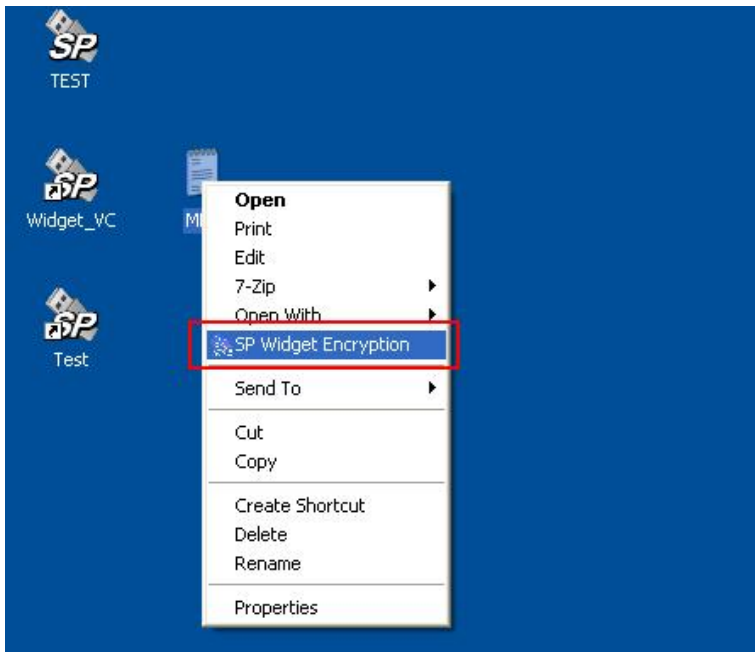 SP
TEST
SP
Widget_VC
SP
Test
Open
Print
Edit
7-Zip
Open With
SP Widget Encryption
Send To
Cut
Copy
Create Shortcut
Delete
Rename
Properties